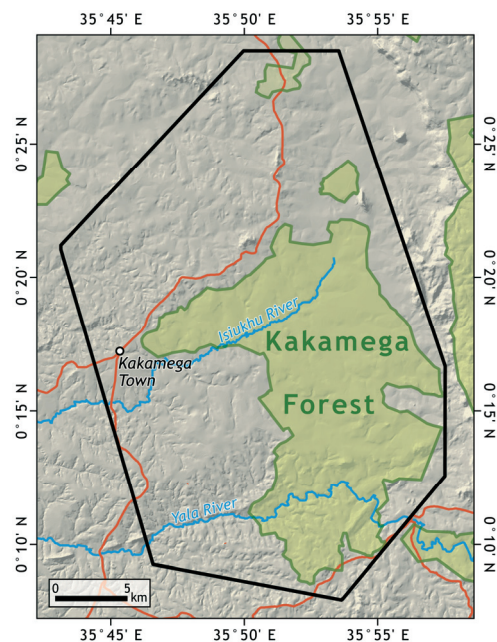 35°45' E
35°50' E
35°55' E
0°25' N
0°25' N
0°20' N
0°20' N
Isiukhu River
Kakamega
Kakamega
Town
0°15' N
0°15' N
Forest
Yala River
0°10' N
0°10' N
0
5
km
35°45' E
35°50' E
35°55' E